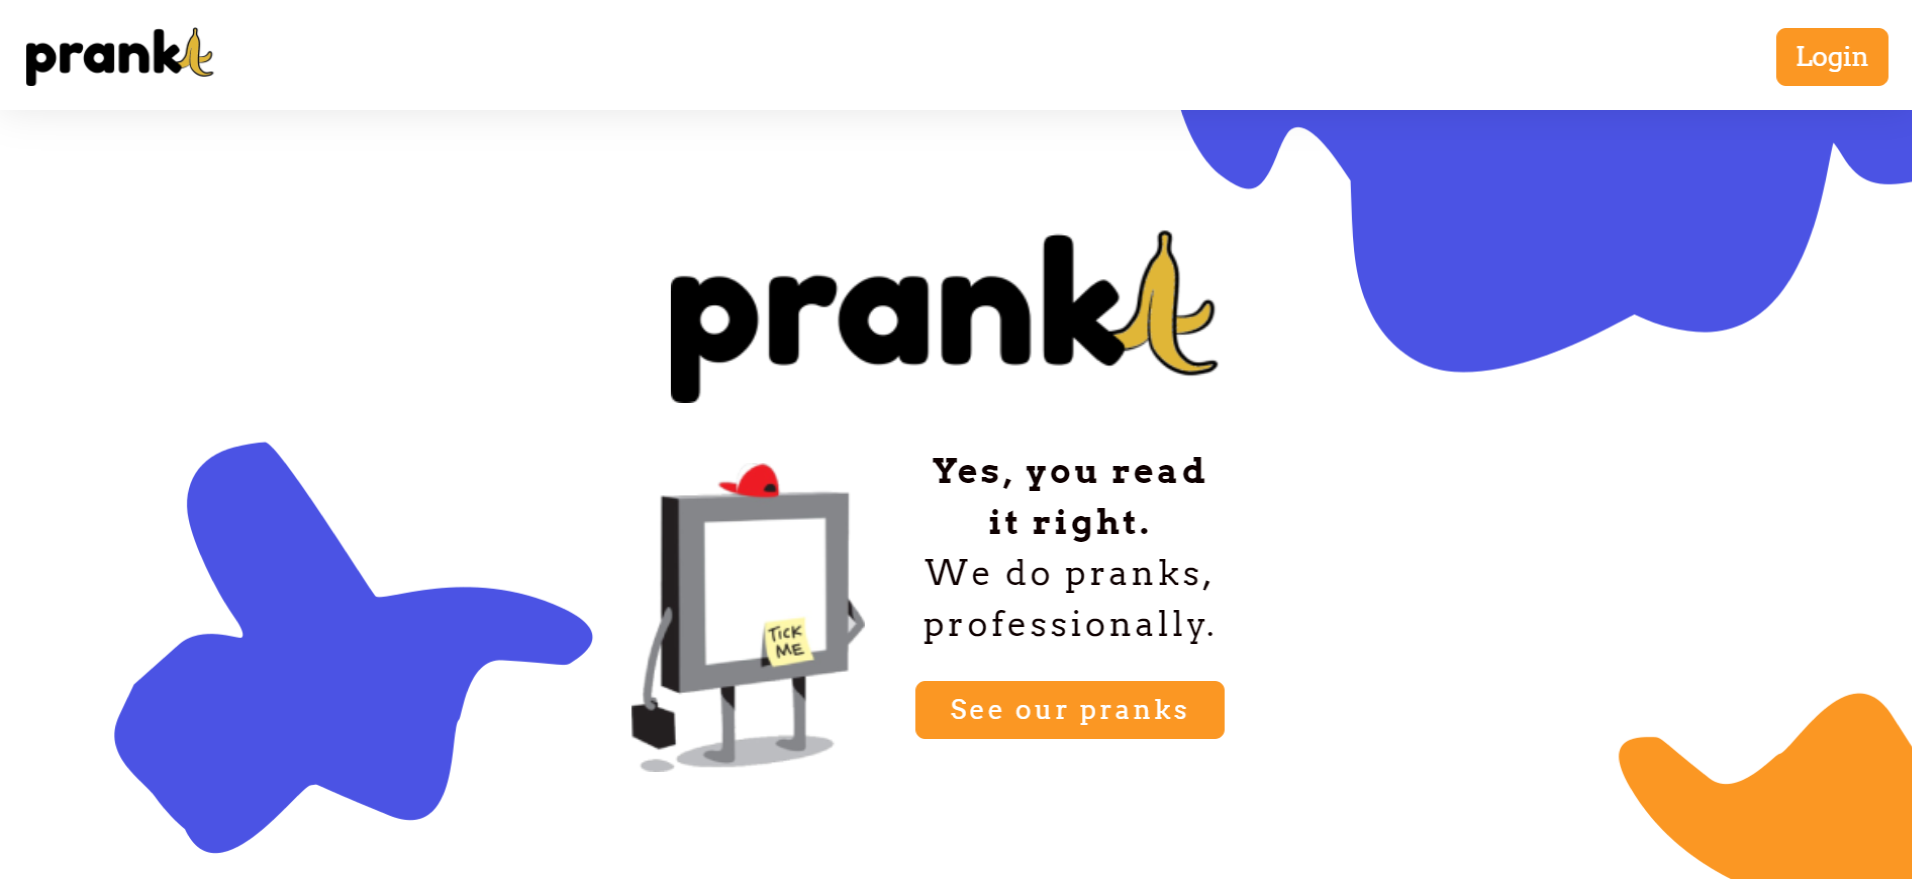 prankt
Login
prankt
Yes, you read
it right.
We do pranks,
professionally.
TICK
ME
See our pranks